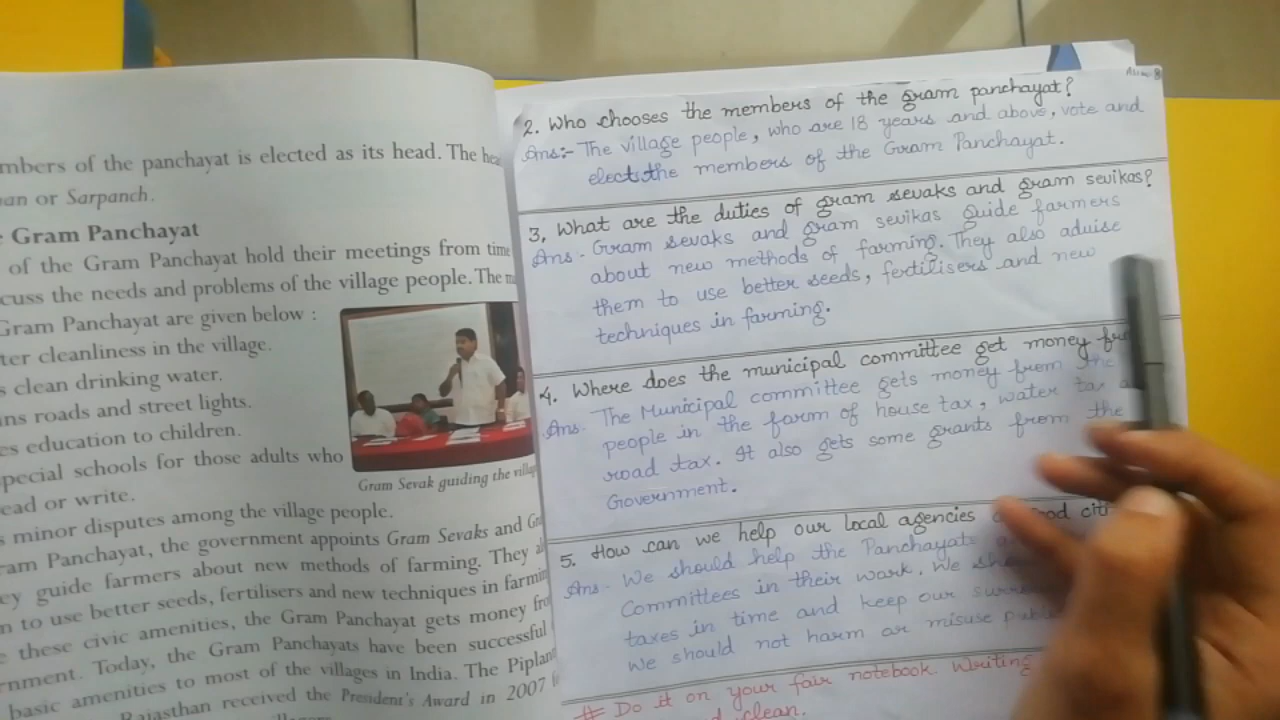 mbers of the panchayat is elected as its head. The hea
an or Sarpanch.
Gram Panchayat
of the Gram Panchayat hold their meetings from time
cuss the needs and problems of the village people. The m
Gram Panchayat are given below :
ter cleanliness in the village.
s clean drinking water.
ns roads and street lights.
es education to children.
pecial schools for those adults who
ead or write.
s minor disputes among the village people.
ram Panchayat, the government appoints Gram Sevaks and Gr
ey guide farmers about new methods of farming. They al
n to use better seeds, fertilisers and new techniques in farmin
e these civic amenities, the Gram Panchayat gets money fro
rnment. Today, the Gram Panchayats have been successful
basic amenities to most of the villages in India. The Piplan
Rajasthan received the President's Award in 2007
Gram Sevak guiding the villag
2. Who chooses the members of the gram panchayat?
Ans:- The village people, who are 18 years and above, vote and
elects the members of the Gram Panchayat.
3, What are the duties of gram sevaks and gram sevikas?
Ans. Gram sevaks and gram sevikas guide farmers
about new methods of farming. They also advise
them to use better seeds, fertilisers and new
techniques in farming.
4. Where does the municipal committee get money fr
Ans. The Municipal committee gets money from the
people in the form of house tax, water tax a
road tax. It also gets some grants from the
Government.
5. How can we help our local agencies good citi
Ans. We should help the Panchayats
Committees in their work. We sho
taxes in time and keep our surr
We should not harm or misuse publ
# Do it on your fair notebook. Writing
clean.